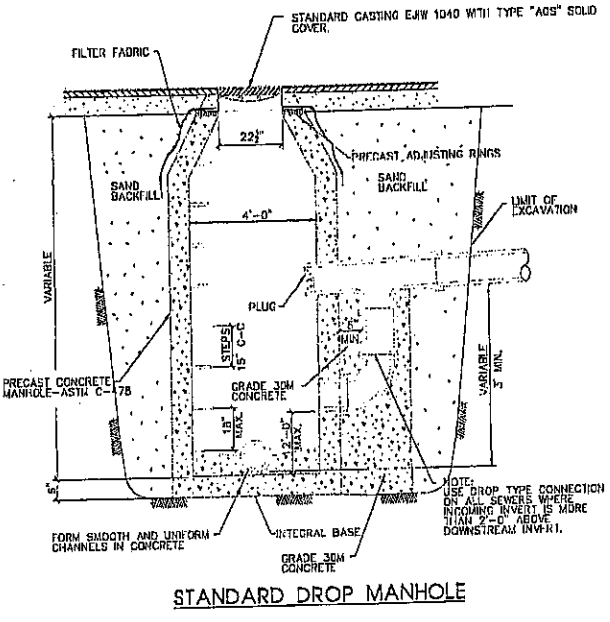 STANDARD CASTING EJIW 1040 WITH TYPE "AGS" SOLID
COVER.
FILTER FABRIC
22½"
PRECAST ADJUSTING RINGS
SAND
BACKFILL
SAND
BACKFILL
LIMIT OF
EXCAVATION
4'-0"
VARIABLE
PLUG
STEPS
15" C-C
6"
MIN.
VARIABLE
3' MIN.
PRECAST CONCRETE
MANHOLE-ASTM C-478
GRADE 30M
CONCRETE
18"
MAX.
MAX.
NOTE:
USE DROP TYPE CONNECTION
ON ALL SEWERS WHERE
INCOMING INVERT IS MORE
THAN 2'-0" ABOVE
DOWNSTREAM INVERT.
FORM SMOOTH AND UNIFORM
CHANNELS IN CONCRETE
INTEGRAL BASE
GRADE 30M
CONCRETE
STANDARD DROP MANHOLE